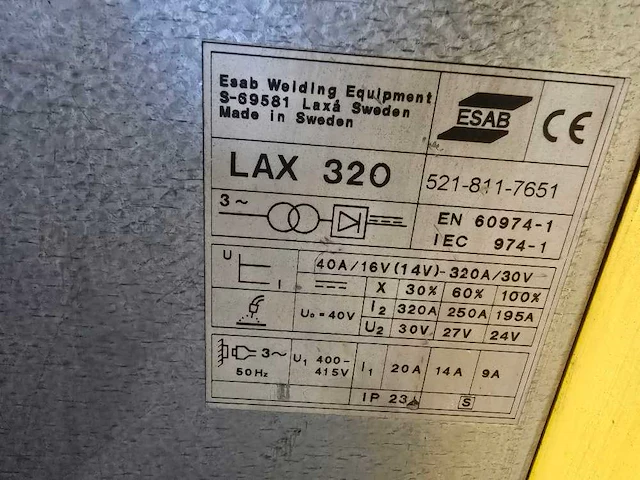 Esab Welding Equipment
S-69581 Laxå Sweden
Made in Sweden
ESAB
CE
LAX 320
521-811-7651
3~
EN 60974-1
IEC 974-1
U
I
40A/16V(14V)-320A/30V
X 30% 60% 100%
U₀=40V
I2 320A 250A 195A
U2 30V 27V 24V
3~
50Hz
U1 400-
415V
I1 20A 14A 9A
IP 23
S